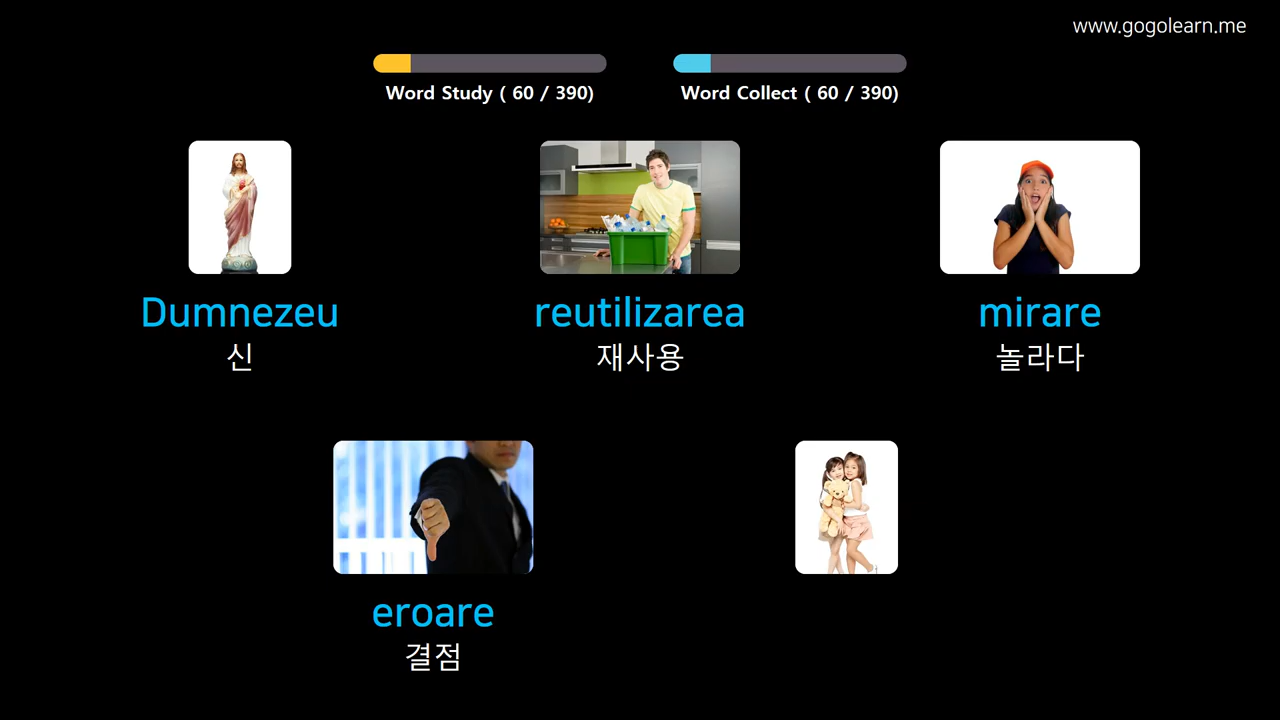 www.gogolearn.me
Word Study ( 60 / 390)
Word Collect ( 60 / 390)
Dumnezeu
신
reutilizarea
재사용
mirare
놀라다
eroare
결점